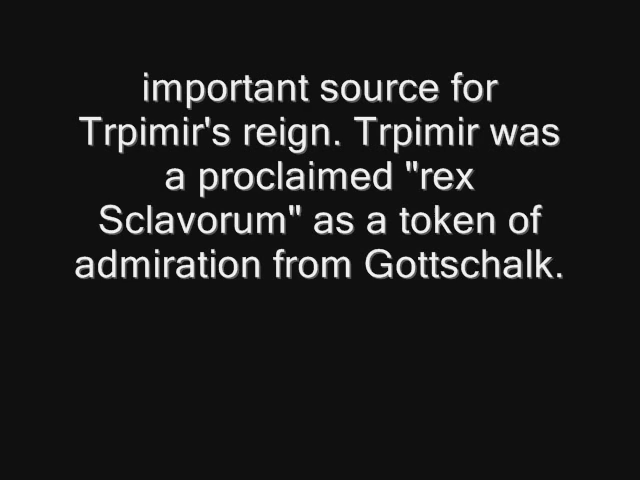 important source for
Trpimir's reign. Trpimir was
a proclaimed "rex
Sclavorum" as a token of
admiration from Gottschalk.